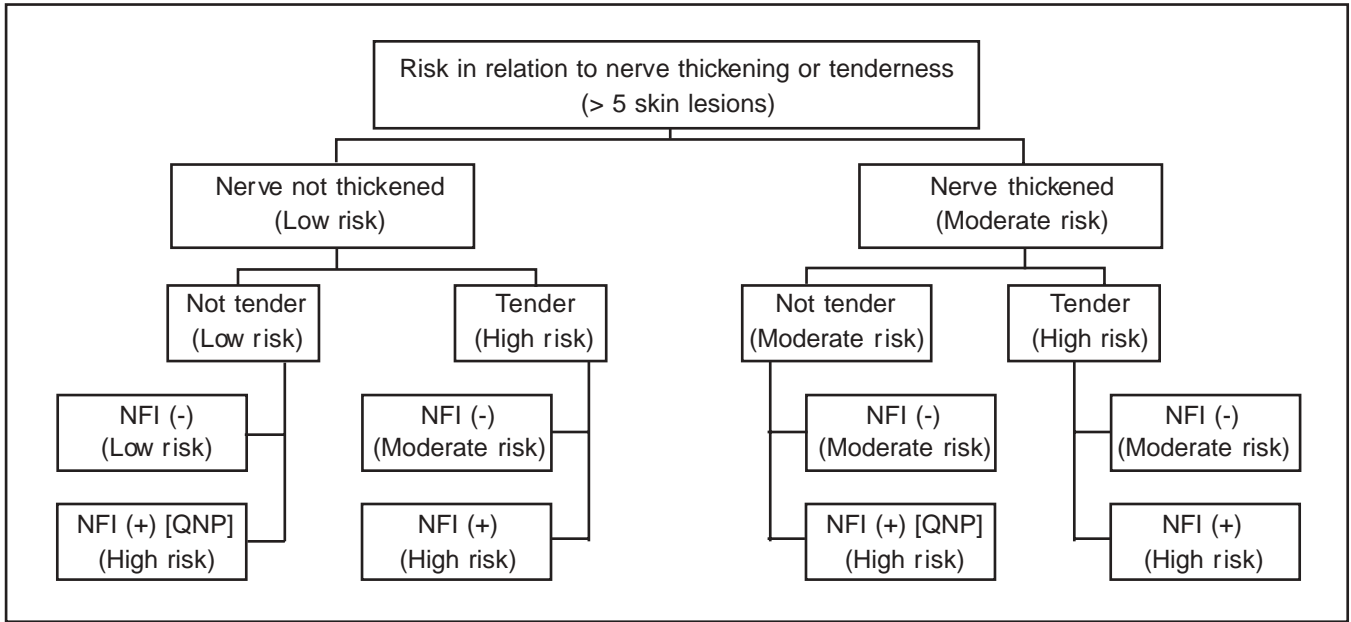 Risk in relation to nerve thickening or tenderness
(> 5 skin lesions)
Nerve not thickened
(Low risk)
Nerve thickened
(Moderate risk)
Not tender
(Low risk)
Tender
(High risk)
Not tender
(Moderate risk)
Tender
(High risk)
NFI (-)
(Low risk)
NFI (-)
(Moderate risk)
NFI (-)
(Moderate risk)
NFI (-)
(Moderate risk)
NFI (+) [QNP]
(High risk)
NFI (+)
(High risk)
NFI (+) [QNP]
(High risk)
NFI (+)
(High risk)